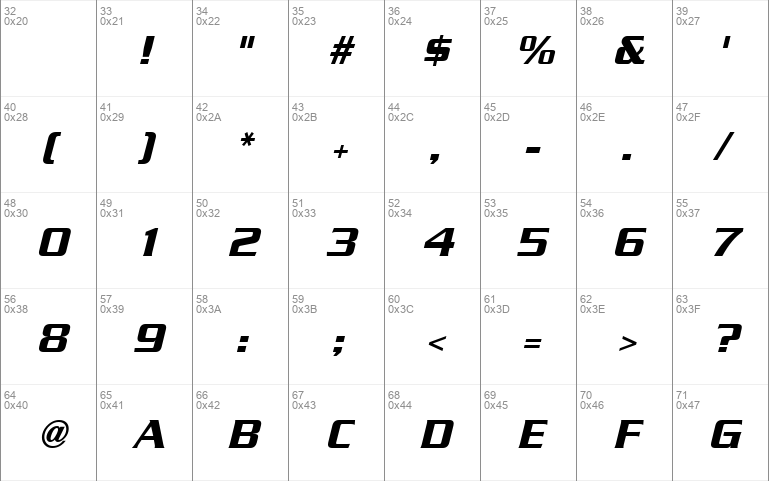 32 33 34 35 36 37 38 39
0x20 0x21 0x22 0x23 0x24 0x25 0x26 0x27
! " # $ % & '
40 41 42 43 44 45 46 47
0x28 0x29 0x2A 0x2B 0x2C 0x2D 0x2E 0x2F
( ) * + , - . /
48 49 50 51 52 53 54 55
0x30 0x31 0x32 0x33 0x34 0x35 0x36 0x37
0 1 2 3 4 5 6 7
56 57 58 59 60 61 62 63
0x38 0x39 0x3A 0x3B 0x3C 0x3D 0x3E 0x3F
8 9 : ; < = > ?
64 65 66 67 68 69 70 71
0x40 0x41 0x42 0x43 0x44 0x45 0x46 0x47
@ A B C D E F G